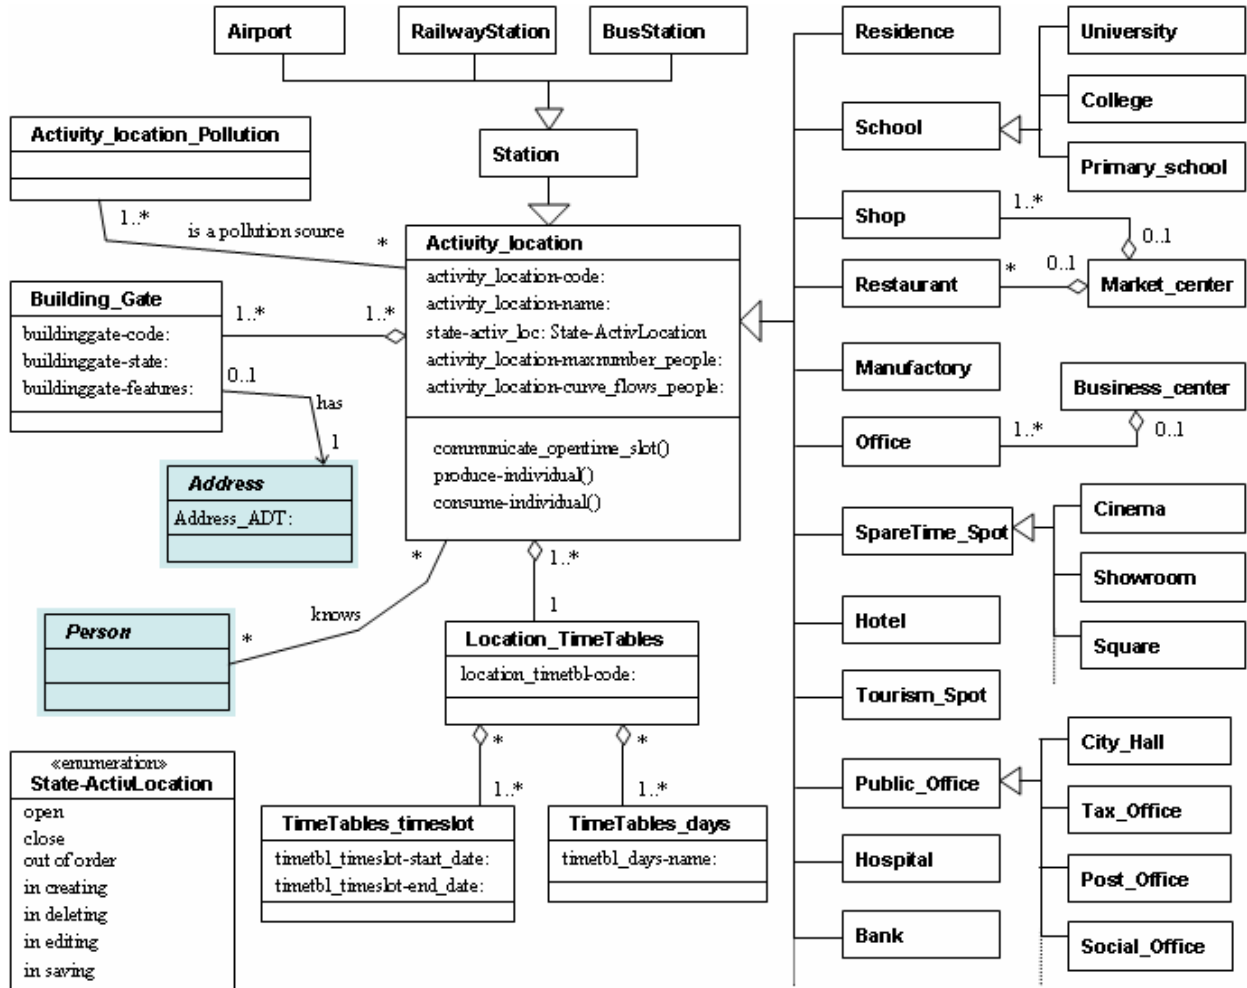 Airport
RailwayStation
BusStation
Station
Activity_location_Pollution
1..*
is a pollution source
*
Activity_location
activity_location-code:
activity_location-name:
state-activ_loc: State-ActivLocation
activity_location-maxnumber_people:
activity_location-curve_flows_people:
communicate_opentime_slot()
produce-individual()
consume-individual()
Building_Gate
buildinggate-code:
buildinggate-state:
buildinggate-features:
1..*
1..*
0..1
has
1
Address
Address_ADT:
Person
*
knows
*
1..*
1
Location_TimeTables
location_timetbl-code:
*
*
1..*
1..*
TimeTables_timeslot
timetbl_timeslot-start_date:
timetbl_timeslot-end_date:
TimeTables_days
timetbl_days-name:
«enumeration»
State-ActivLocation
open
close
out of order
in creating
in deleting
in editing
in saving
Residence
School
Shop
Restaurant
Manufactory
Office
SpareTime_Spot
Hotel
Tourism_Spot
Public_Office
Hospital
Bank
University
College
Primary_school
1..*
0..1
*
0..1
Market_center
Business_center
1..*
0..1
Cinema
Showroom
Square
City_Hall
Tax_Office
Post_Office
Social_Office